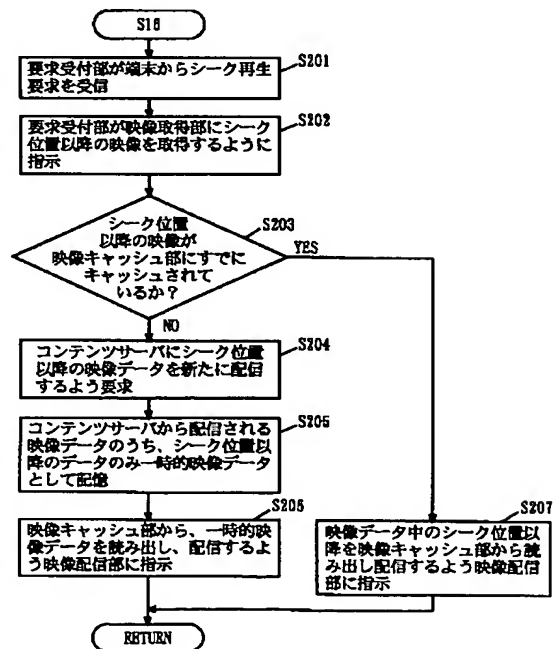 S16
S201
要求受付部が端末からシーク再生
要求を受信
S202
要求受付部が映像取得部にシーク
位置以降の映像を取得するように
指示
S203
シーク位置
以降の映像が
映像キャッシュ部にすでに
キャッシュされて
いるか?
YES
NO
S204
コンテンツサーバにシーク位置
以降の映像データを新たに配信
するよう要求
S205
コンテンツサーバから配信される
映像データのうち、シーク位置以
降のデータのみ一時的映像データ
として記憶
S205
映像キャッシュ部から、一時的映
像データを読み出し、配信するよ
う映像配信部に指示
S207
映像データ中のシーク位置以
降を映像キャッシュ部から読
み出し配信するよう映像配信
部に指示
RETURN